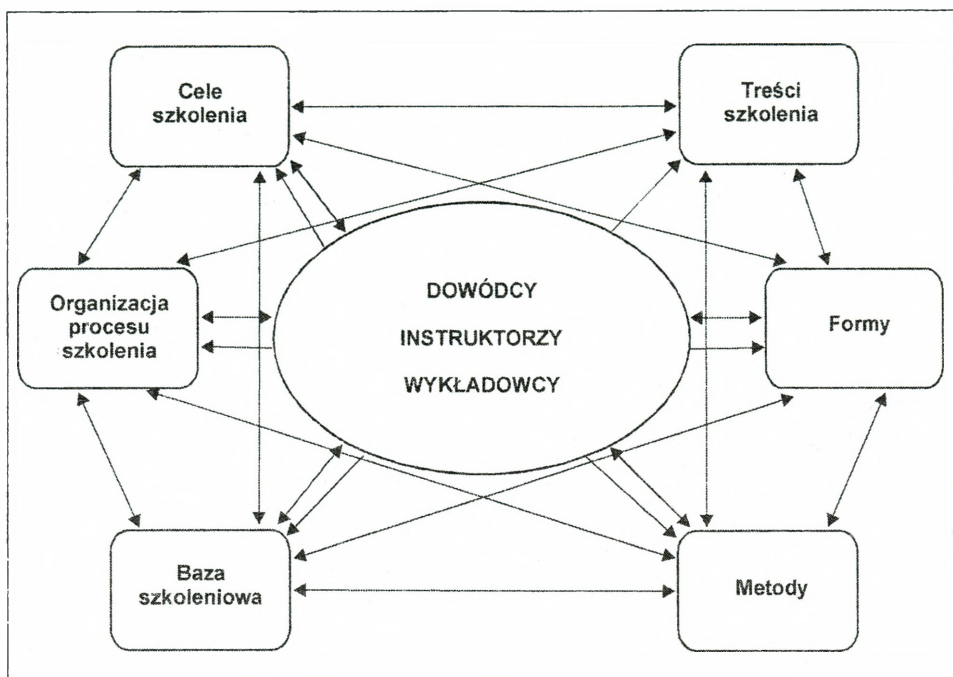 Cele
szkolenia
Treści
szkolenia
Organizacja
procesu
szkolenia
DOWÓDCY
INSTRUKTORZY
WYKŁADOWCY
Formy
Baza
szkoleniowa
Metody